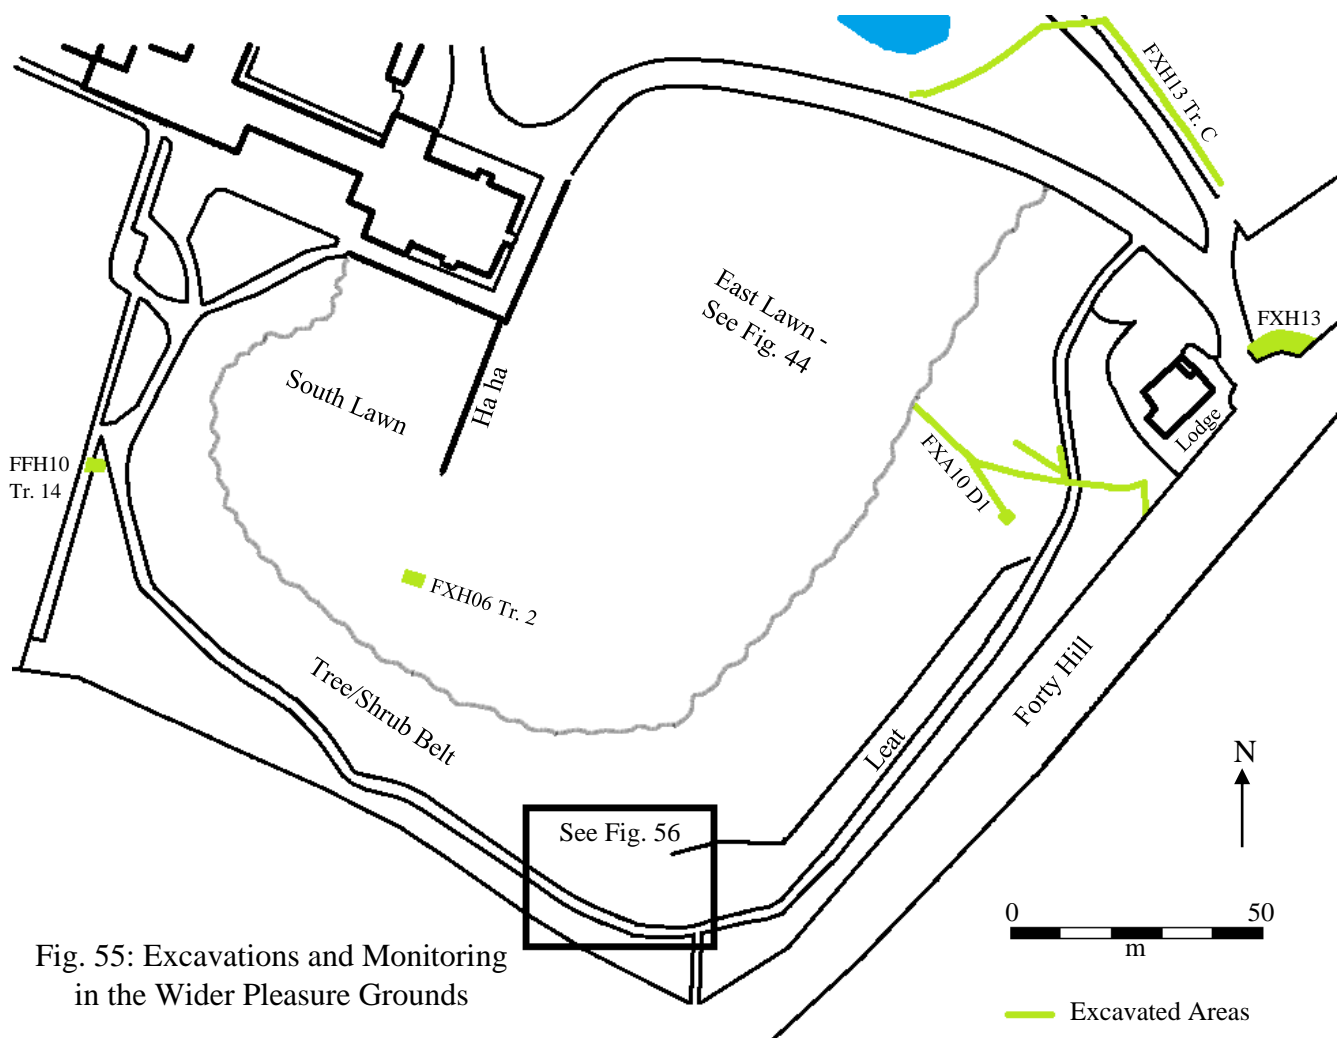 FXH13 Tr. C
FXH13
East Lawn -
See Fig. 44
South Lawn
Ha ha
Lodge
FFH10
Tr. 14
FXA10 D1
FXH06 Tr. 2
Tree/Shrub Belt
Forty Hill
Leat
N
See Fig. 56
0 50
m
Fig. 55: Excavations and Monitoring
in the Wider Pleasure Grounds
Excavated Areas